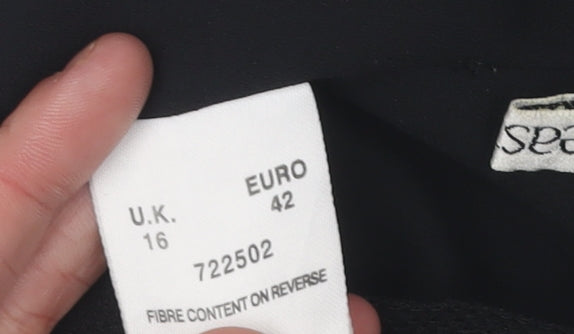 U.K. EURO
16 42
722502
FIBRE CONTENT ON REVERSE